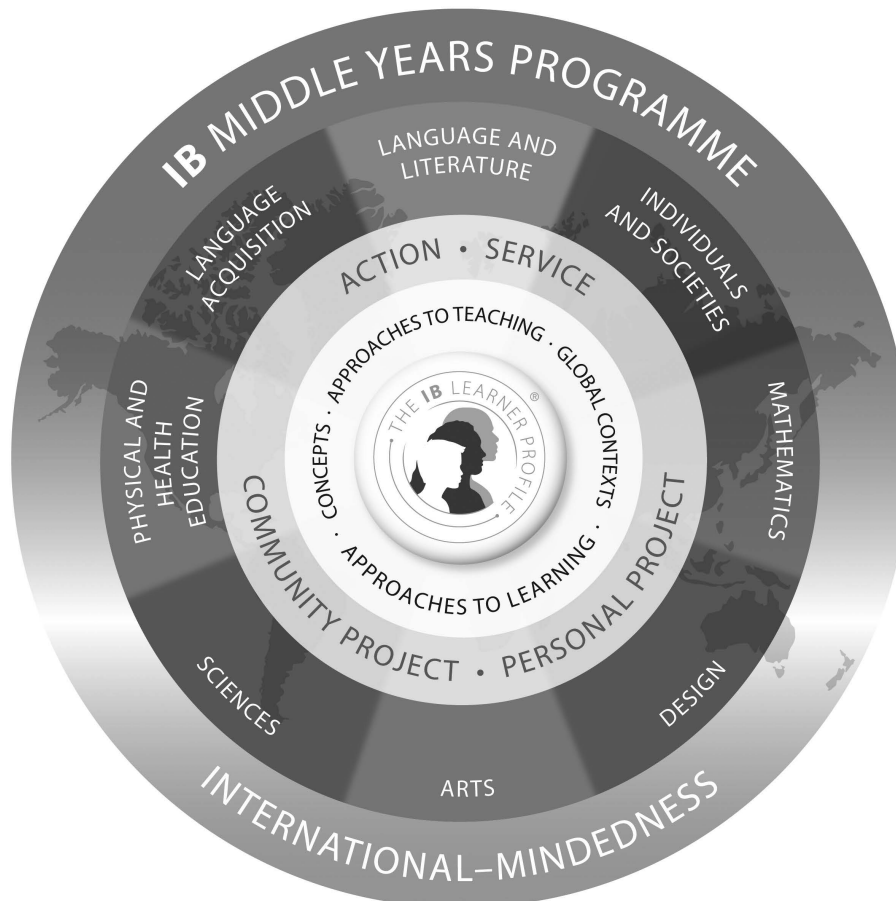 IB MIDDLE YEARS PROGRAMME
LANGUAGE AND
LITERATURE
INDIVIDUALS
AND SOCIETIES
MATHEMATICS
DESIGN
ARTS
SCIENCES
PHYSICAL AND
HEALTH
EDUCATION
LANGUAGE
ACQUISITION
ACTION · SERVICE
COMMUNITY PROJECT · PERSONAL PROJECT
CONCEPTS · APPROACHES TO TEACHING · GLOBAL CONTEXTS ·
APPROACHES TO LEARNING ·
THE IB LEARNER PROFILE ®
INTERNATIONAL–MINDEDNESS